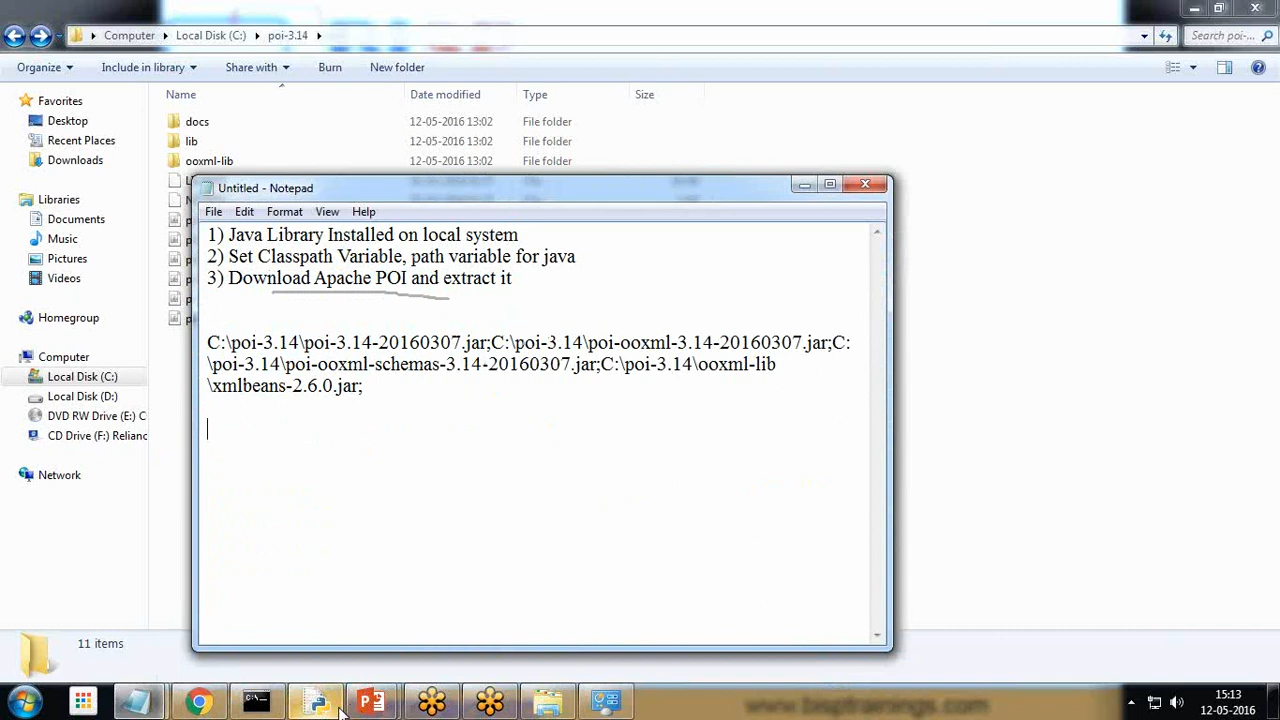 Computer
Local Disk (C:)
poi-3.14
Search poi-...
Organize
Include in library
Share with
Burn
New folder
Favorites
Desktop
Recent Places
Downloads
Libraries
Documents
Music
Pictures
Videos
Homegroup
Computer
Local Disk (C:)
Local Disk (D:)
DVD RW Drive (E:) C
CD Drive (F:) Relianc
Network
Name
Date modified
Type
Size
docs
12-05-2016 13:02
File folder
lib
12-05-2016 13:02
File folder
ooxml-lib
12-05-2016 13:02
File folder
Untitled - Notepad
File
Edit
Format
View
Help
1) Java Library Installed on local system
2) Set Classpath Variable, path variable for java
3) Download Apache POI and extract it
C:\poi-3.14\poi-3.14-20160307.jar;C:\poi-3.14\poi-ooxml-3.14-20160307.jar;C:
\poi-3.14\poi-ooxml-schemas-3.14-20160307.jar;C:\poi-3.14\ooxml-lib
\xmlbeans-2.6.0.jar;
11 items
15:13
12-05-2016